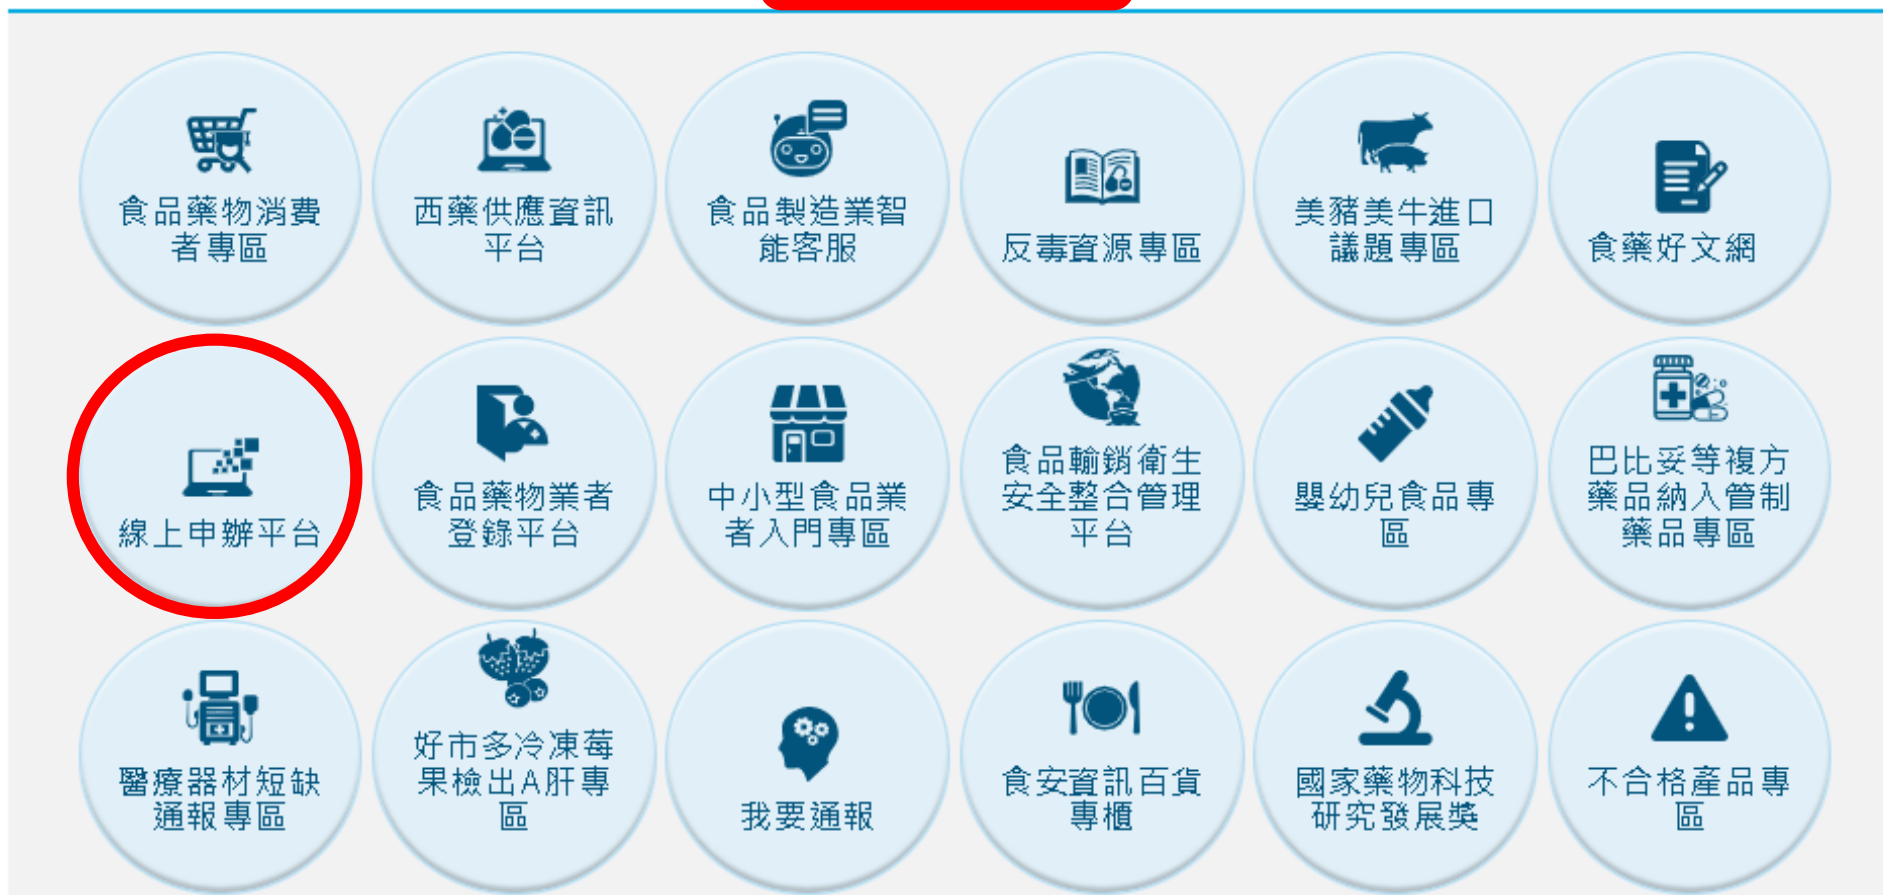 食品藥物消費
者專區
西藥供應資訊
平台
食品製造業智
能客服
反毒資源專區
美豬美牛進口
議題專區
食藥好文網
線上申辦平台
食品藥物業者
登錄平台
中小型食品業
者入門專區
食品輸銷衛生
安全整合管理
平台
嬰幼兒食品專
區
巴比妥等複方
藥品納入管制
藥品專區
醫療器材短缺
通報專區
好市多冷凍莓
果檢出A肝專
區
我要通報
食安資訊百貨
專櫃
國家藥物科技
研究發展獎
不合格產品專
區